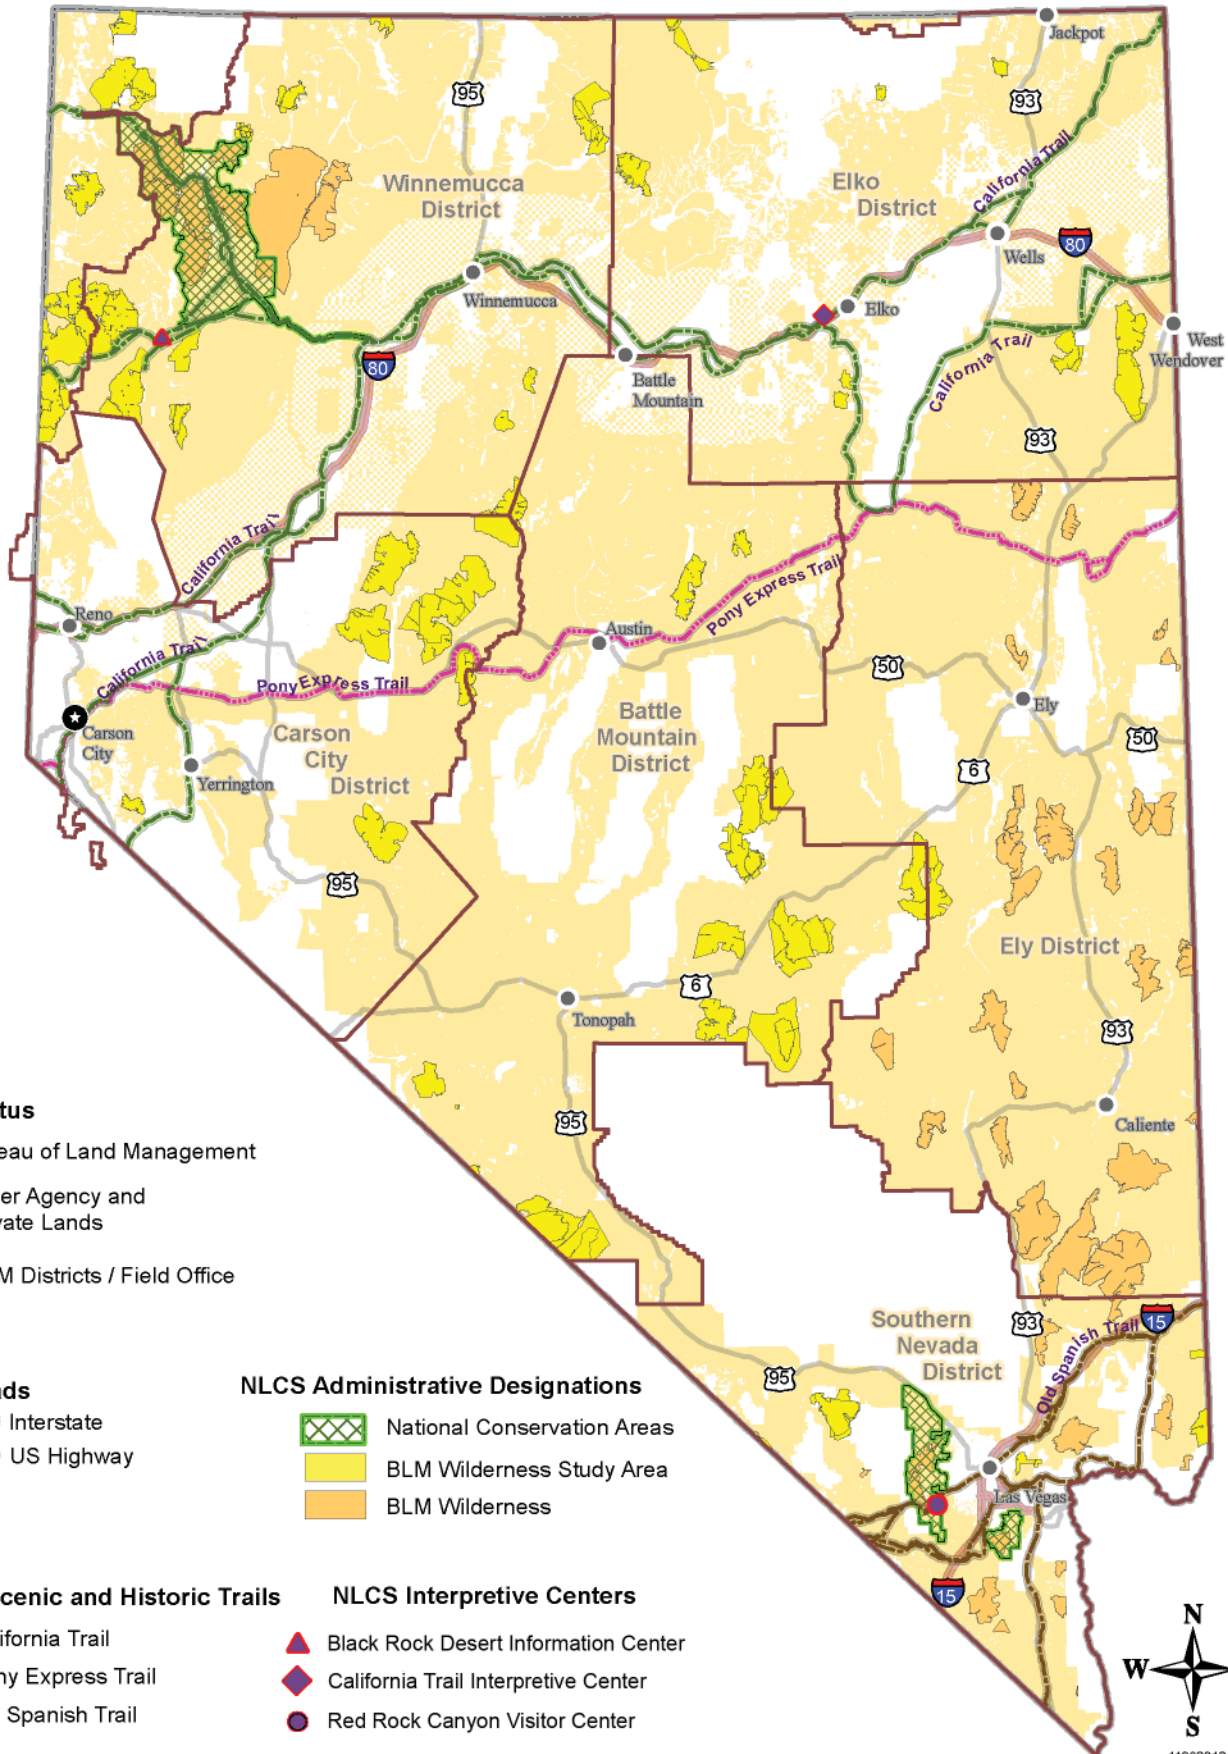 Jackpot
95
93
California Trail
Winnemucca
District
Elko
District
80
Wells
Winnemucca
Elko
West
Wendover
80
California Trail
Battle
Mountain
93
California Trail
Reno
Pony Express Trail
Austin
California Trail
50
Pony Express Trail
Ely
Carson
City
Carson
City
District
Battle
Mountain
District
50
6
Yerrington
95
Ely District
6
Tonopah
93
95
Caliente
tus
eau of Land Management
er Agency and
vate Lands
M Districts / Field Office
Southern
Nevada
District
93
Old Spanish Trail
15
95
ds
Interstate
US Highway
NLCS Administrative Designations
National Conservation Areas
BLM Wilderness Study Area
BLM Wilderness
Las Vegas
15
cenic and Historic Trails
ifornia Trail
ny Express Trail
Spanish Trail
NLCS Interpretive Centers
Black Rock Desert Information Center
California Trail Interpretive Center
Red Rock Canyon Visitor Center
N
W
S